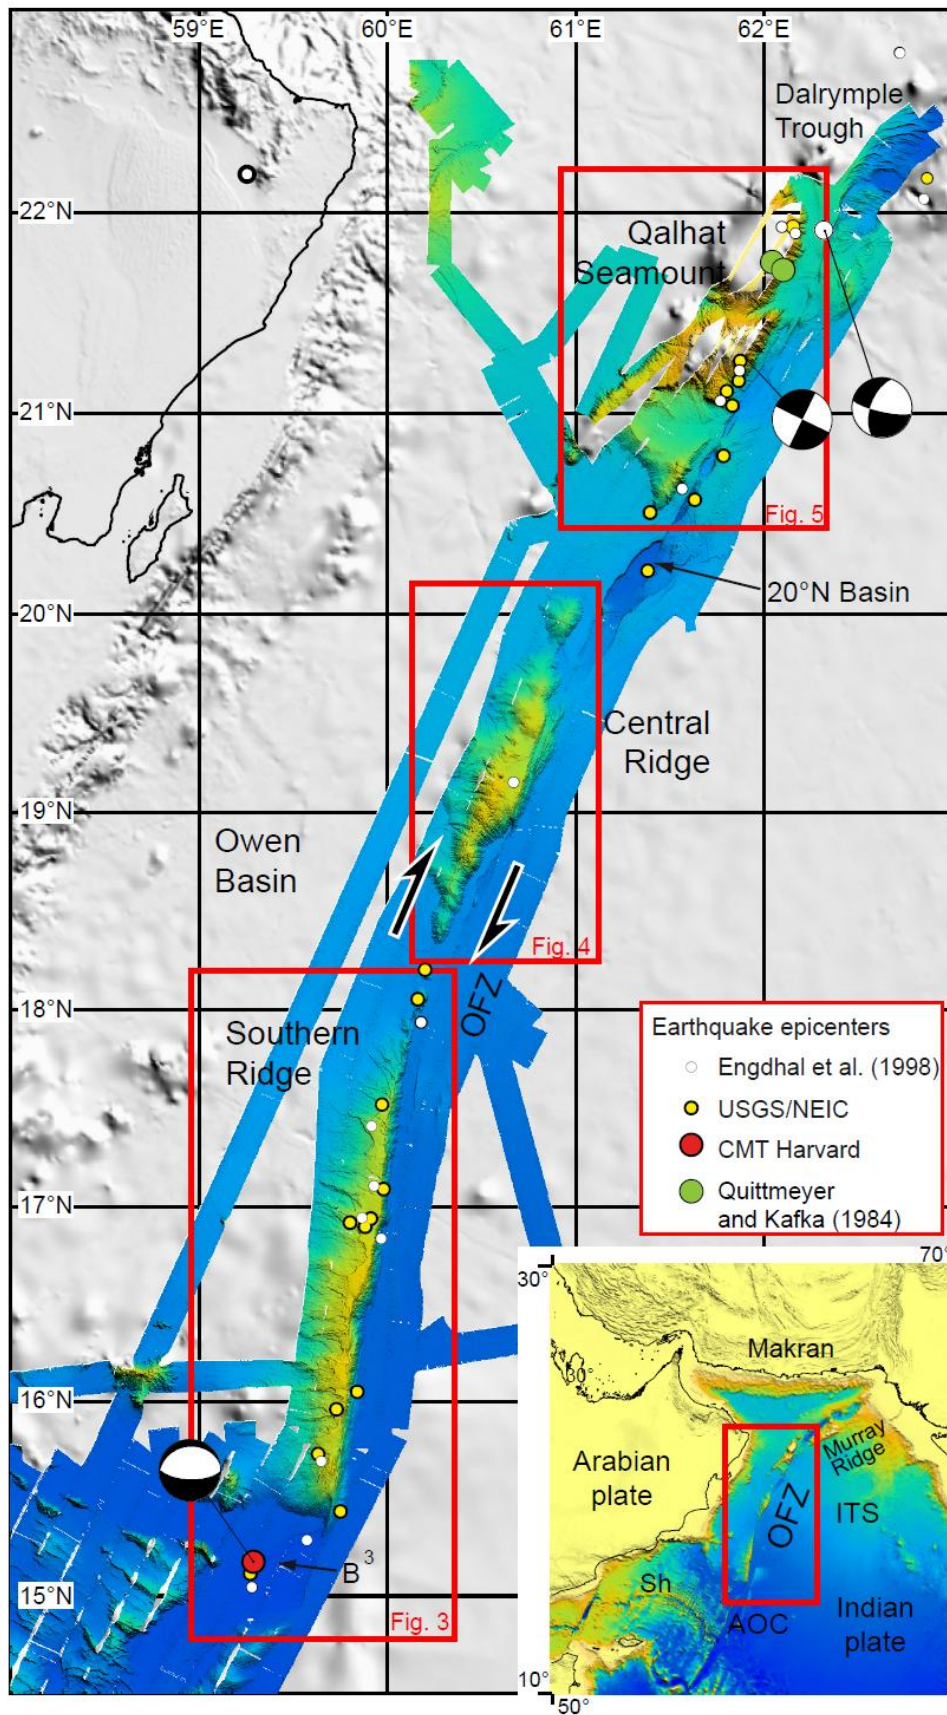 59°E
60°E
61°E
62°E
Dalrymple
Trough
22°N
Qalhat
Seamount
21°N
Fig. 5
20°N Basin
20°N
Central
Ridge
19°N
Owen
Basin
Fig. 4
18°N
OFZ
Southern
Ridge
Earthquake epicenters
Engdhal et al. (1998)
USGS/NEIC
CMT Harvard
Quittmeyer
and Kafka (1984)
17°N
16°N
B3
15°N
Fig. 3
70°
30°
Makran
30°
Arabian
plate
Murray
Ridge
OFZ
ITS
Sh
AOC
Indian
plate
10°
50°